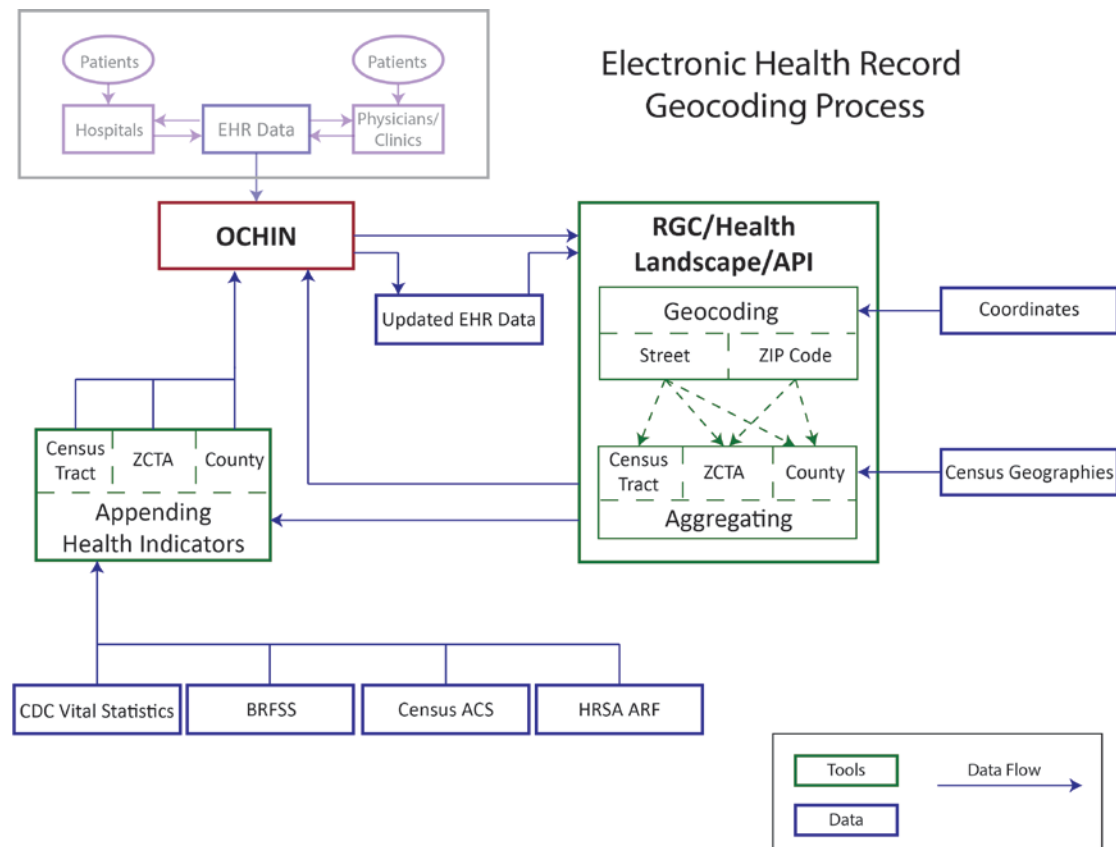 Electronic Health Record
Geocoding Process
Patients
Patients
Hospitals
EHR Data
Physicians/
Clinics
OCHIN
Updated EHR Data
RGC/Health
Landscape/API
Geocoding
Street
ZIP Code
Coordinates
Census
Tract
ZCTA
County
Aggregating
Census Geographies
Census
Tract
ZCTA
County
Appending
Health Indicators
CDC Vital Statistics
BRFSS
Census ACS
HRSA ARF
Tools
Data Flow
Data